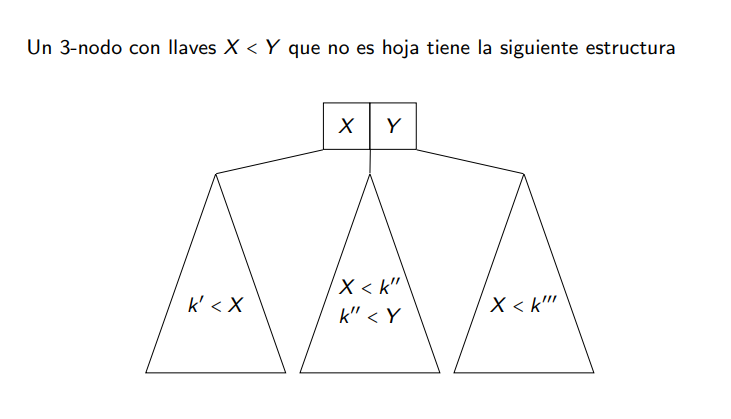 Un 3-nodo con llaves X < Y que no es hoja tiene la siguiente estructura
X Y
X < k′′
k′ < X
k′′ < Y
X < k′′′